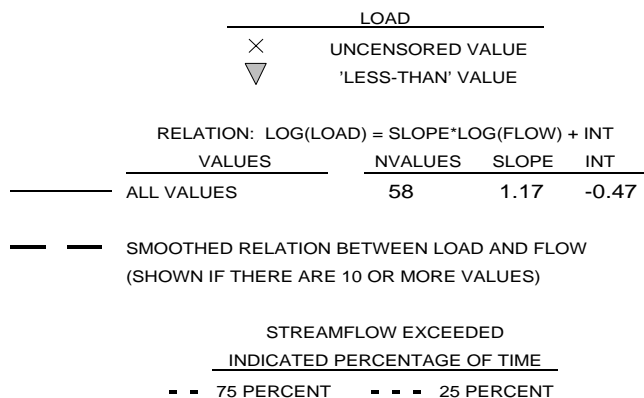 LOAD
UNCENSORED VALUE
'LESS-THAN' VALUE
RELATION: LOG(LOAD) = SLOPE*LOG(FLOW) + INT
VALUES NVALUES SLOPE INT
ALL VALUES 58 1.17 -0.47
SMOOTHED RELATION BETWEEN LOAD AND FLOW
(SHOWN IF THERE ARE 10 OR MORE VALUES)
STREAMFLOW EXCEEDED
INDICATED PERCENTAGE OF TIME
75 PERCENT 25 PERCENT